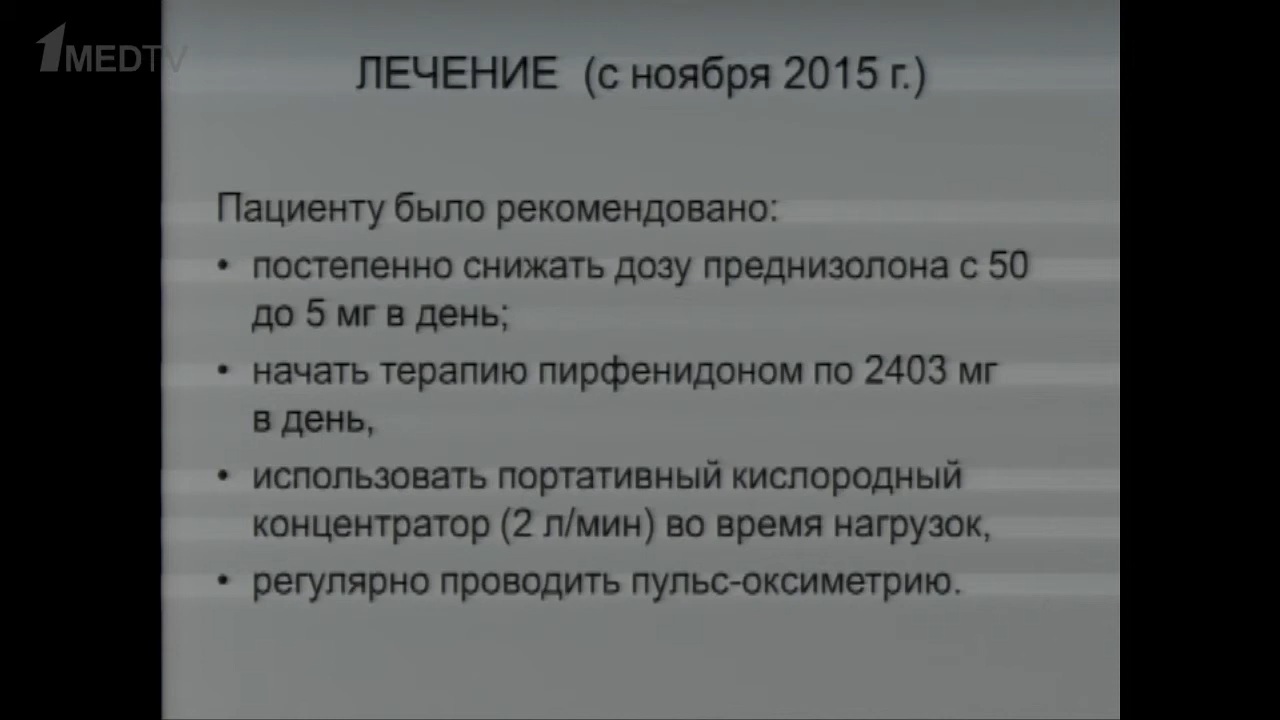 1MEDTV
ЛЕЧЕНИЕ (с ноября 2015 г.)
Пациенту было рекомендовано:
• постепенно снижать дозу преднизолона с 50
до 5 мг в день;
• начать терапию пирфенидоном по 2403 мг
в день,
• использовать портативный кислородный
концентратор (2 л/мин) во время нагрузок,
• регулярно проводить пульс-оксиметрию.